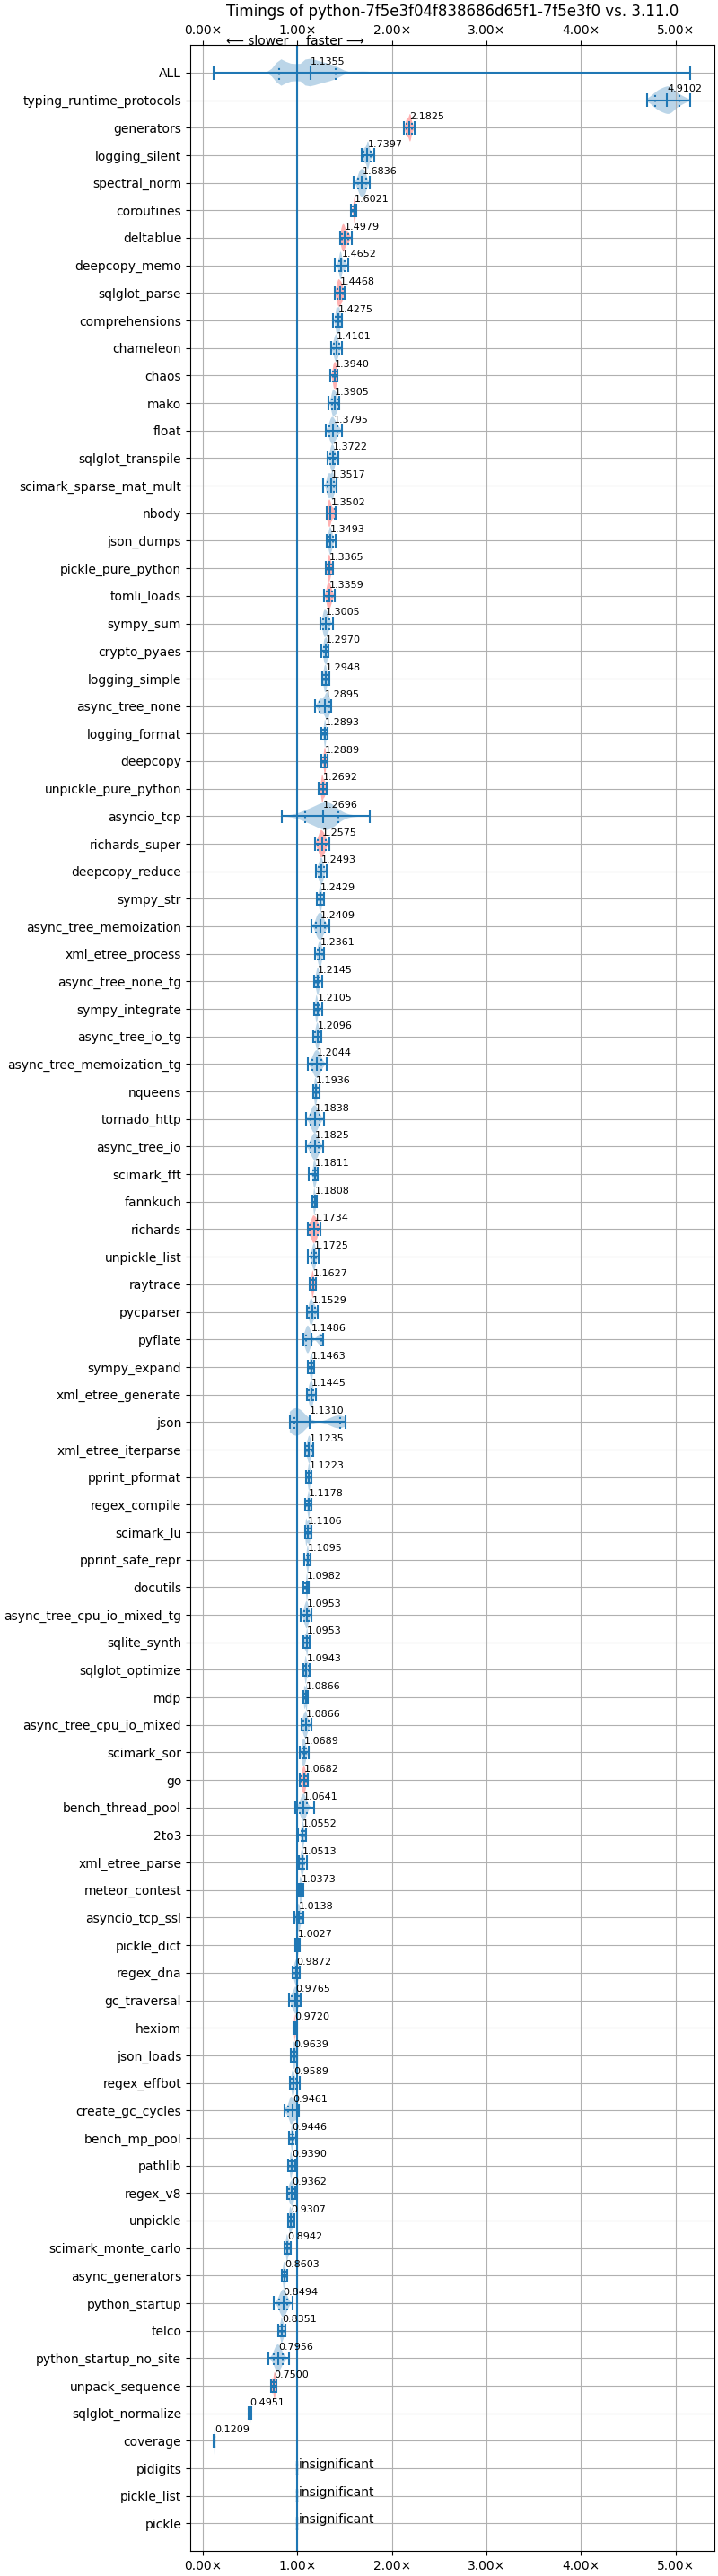 Timings of python-7f5e3f04f838686d65f1-7f5e3f0 vs. 3.11.0
0.00× 1.00× 2.00× 3.00× 4.00× 5.00×
⟵ slower faster ⟶
ALL 1.1355
typing_runtime_protocols 4.9102
generators 2.1825
logging_silent 1.7397
spectral_norm 1.6836
coroutines 1.6021
deltablue 1.4979
deepcopy_memo 1.4652
sqlglot_parse 1.4468
comprehensions 1.4275
chameleon 1.4101
chaos 1.3940
mako 1.3905
float 1.3795
sqlglot_transpile 1.3722
scimark_sparse_mat_mult 1.3517
nbody 1.3502
json_dumps 1.3493
pickle_pure_python 1.3365
tomli_loads 1.3359
sympy_sum 1.3005
crypto_pyaes 1.2970
logging_simple 1.2948
async_tree_none 1.2895
logging_format 1.2893
deepcopy 1.2889
unpickle_pure_python 1.2692
asyncio_tcp 1.2696
richards_super 1.2575
deepcopy_reduce 1.2493
sympy_str 1.2429
async_tree_memoization 1.2409
xml_etree_process 1.2361
async_tree_none_tg 1.2145
sympy_integrate 1.2105
async_tree_io_tg 1.2096
async_tree_memoization_tg 1.2044
nqueens 1.1936
tornado_http 1.1838
async_tree_io 1.1825
scimark_fft 1.1811
fannkuch 1.1808
richards 1.1734
unpickle_list 1.1725
raytrace 1.1627
pycparser 1.1529
pyflate 1.1486
sympy_expand 1.1463
xml_etree_generate 1.1445
json 1.1310
xml_etree_iterparse 1.1235
pprint_pformat 1.1223
regex_compile 1.1178
scimark_lu 1.1106
pprint_safe_repr 1.1095
docutils 1.0982
async_tree_cpu_io_mixed_tg 1.0953
sqlite_synth 1.0953
sqlglot_optimize 1.0943
mdp 1.0866
async_tree_cpu_io_mixed 1.0866
scimark_sor 1.0689
go 1.0682
bench_thread_pool 1.0641
2to3 1.0552
xml_etree_parse 1.0513
meteor_contest 1.0373
asyncio_tcp_ssl 1.0138
pickle_dict 1.0027
regex_dna 0.9872
gc_traversal 0.9765
hexiom 0.9720
json_loads 0.9639
regex_effbot 0.9589
create_gc_cycles 0.9461
bench_mp_pool 0.9446
pathlib 0.9390
regex_v8 0.9362
unpickle 0.9307
scimark_monte_carlo 0.8942
async_generators 0.8603
python_startup 0.8494
telco 0.8351
python_startup_no_site 0.7956
unpack_sequence 0.7500
sqlglot_normalize 0.4951
coverage 0.1209
pidigits insignificant
pickle_list insignificant
pickle insignificant
0.00× 1.00× 2.00× 3.00× 4.00× 5.00×